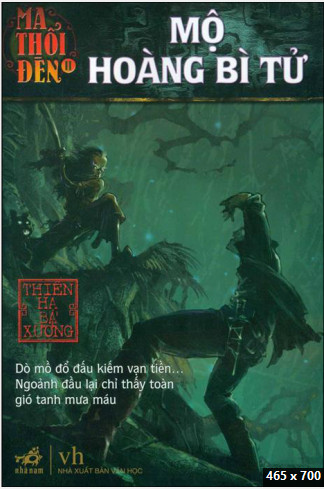 MA
THỔI
ĐÈN II
MỘ
HOÀNG BÌ TỬ
THIÊN
HẠ
BÁ
XƯỚNG
Dò mồ đổ đấu kiếm vạn tiền...
Ngoảnh đầu lại chỉ thấy toàn
gió tanh mưa máu
nhã nam
vh
NHÀ XUẤT BẢN VĂN HỌC
465 x 700